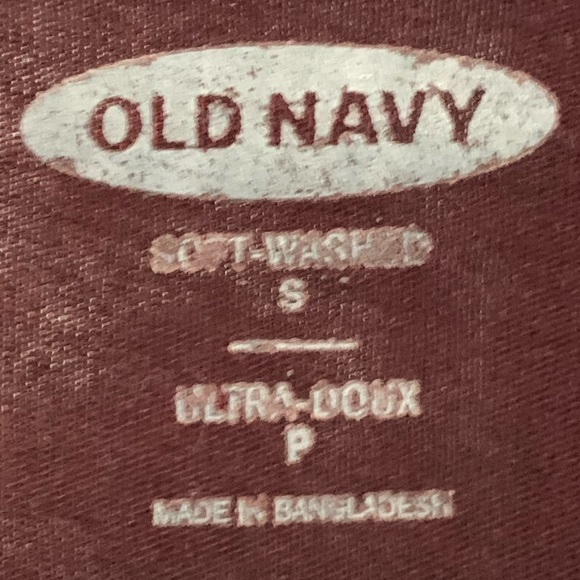 OLD NAVY
SOFT-WASHED
S
ULTRA-DOUX
P
MADE IN BANGLADESH